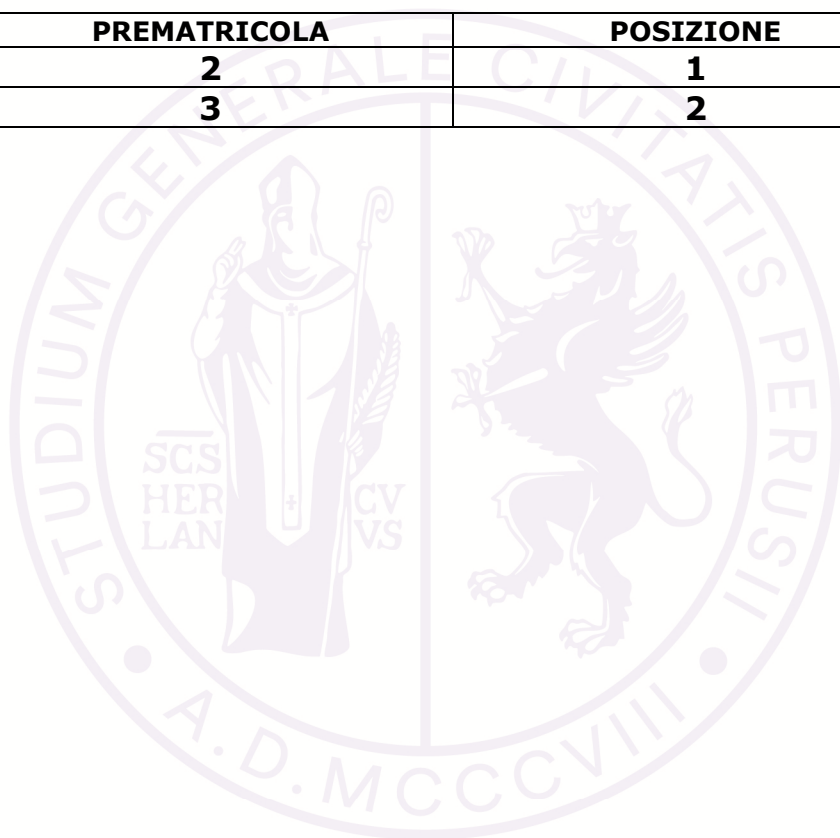 PREMATRICOLA POSIZIONE
2 1
3 2
STUDIUM GENERALE CIVITATIS PERUSII
SCS
HER CV
LAN VS
A.D. MCCCVIII